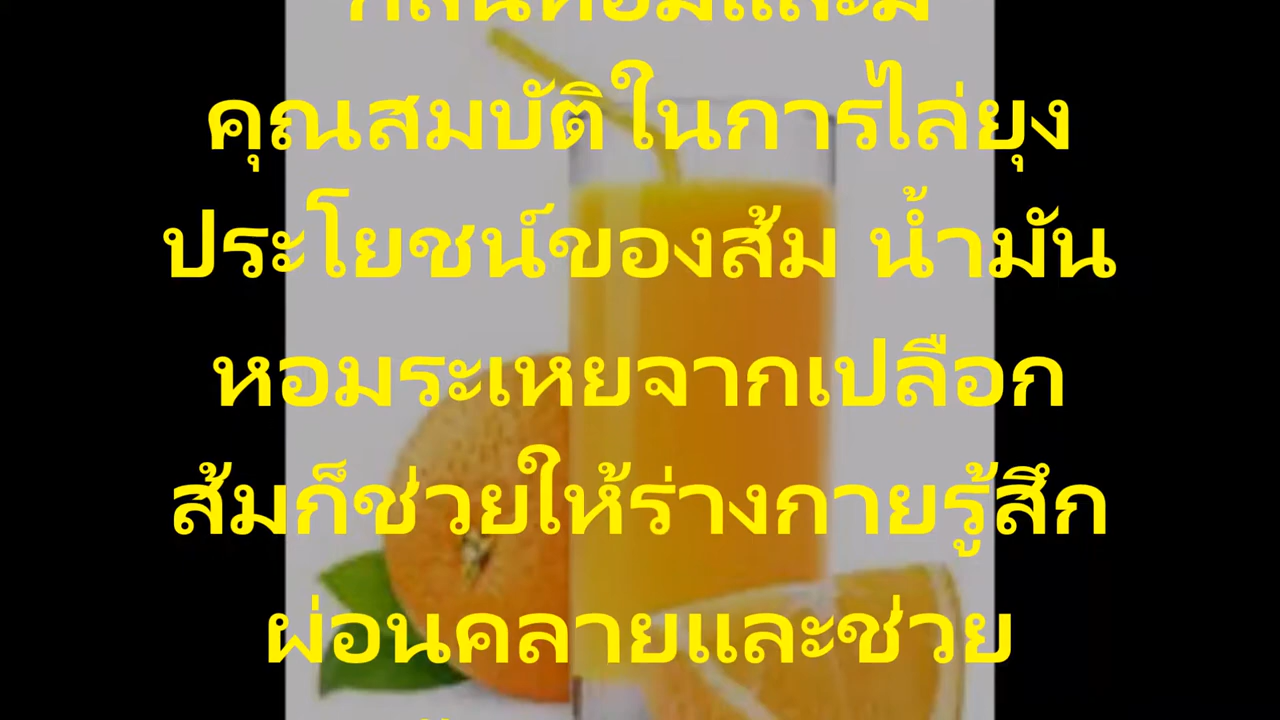 คุณสมบัติในการไล่ยุง
ประโยชน์ของส้ม น้ำมัน
หอมระเหยจากเปลือก
ส้มก็ช่วยให้ร่างกายรู้สึก
ผ่อนคลายและช่วย